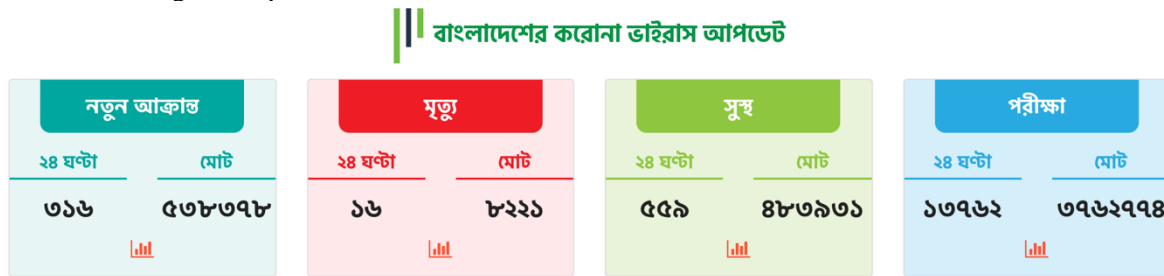 বাংলাদেশের করোনা ভাইরাস আপডেট
নতুন আক্রান্ত মৃত্যু সুস্থ পরীক্ষা
২৪ ঘণ্টা মোট ২৪ ঘণ্টা মোট ২৪ ঘণ্টা মোট ২৪ ঘণ্টা মোট
৩১৬ ৫৩৮৩৭৮ ১৬ ৮২২১ ৫৫৯ ৪৮৩৯৩১ ১৩৭৬২ ৩৭৬২৭৭৪